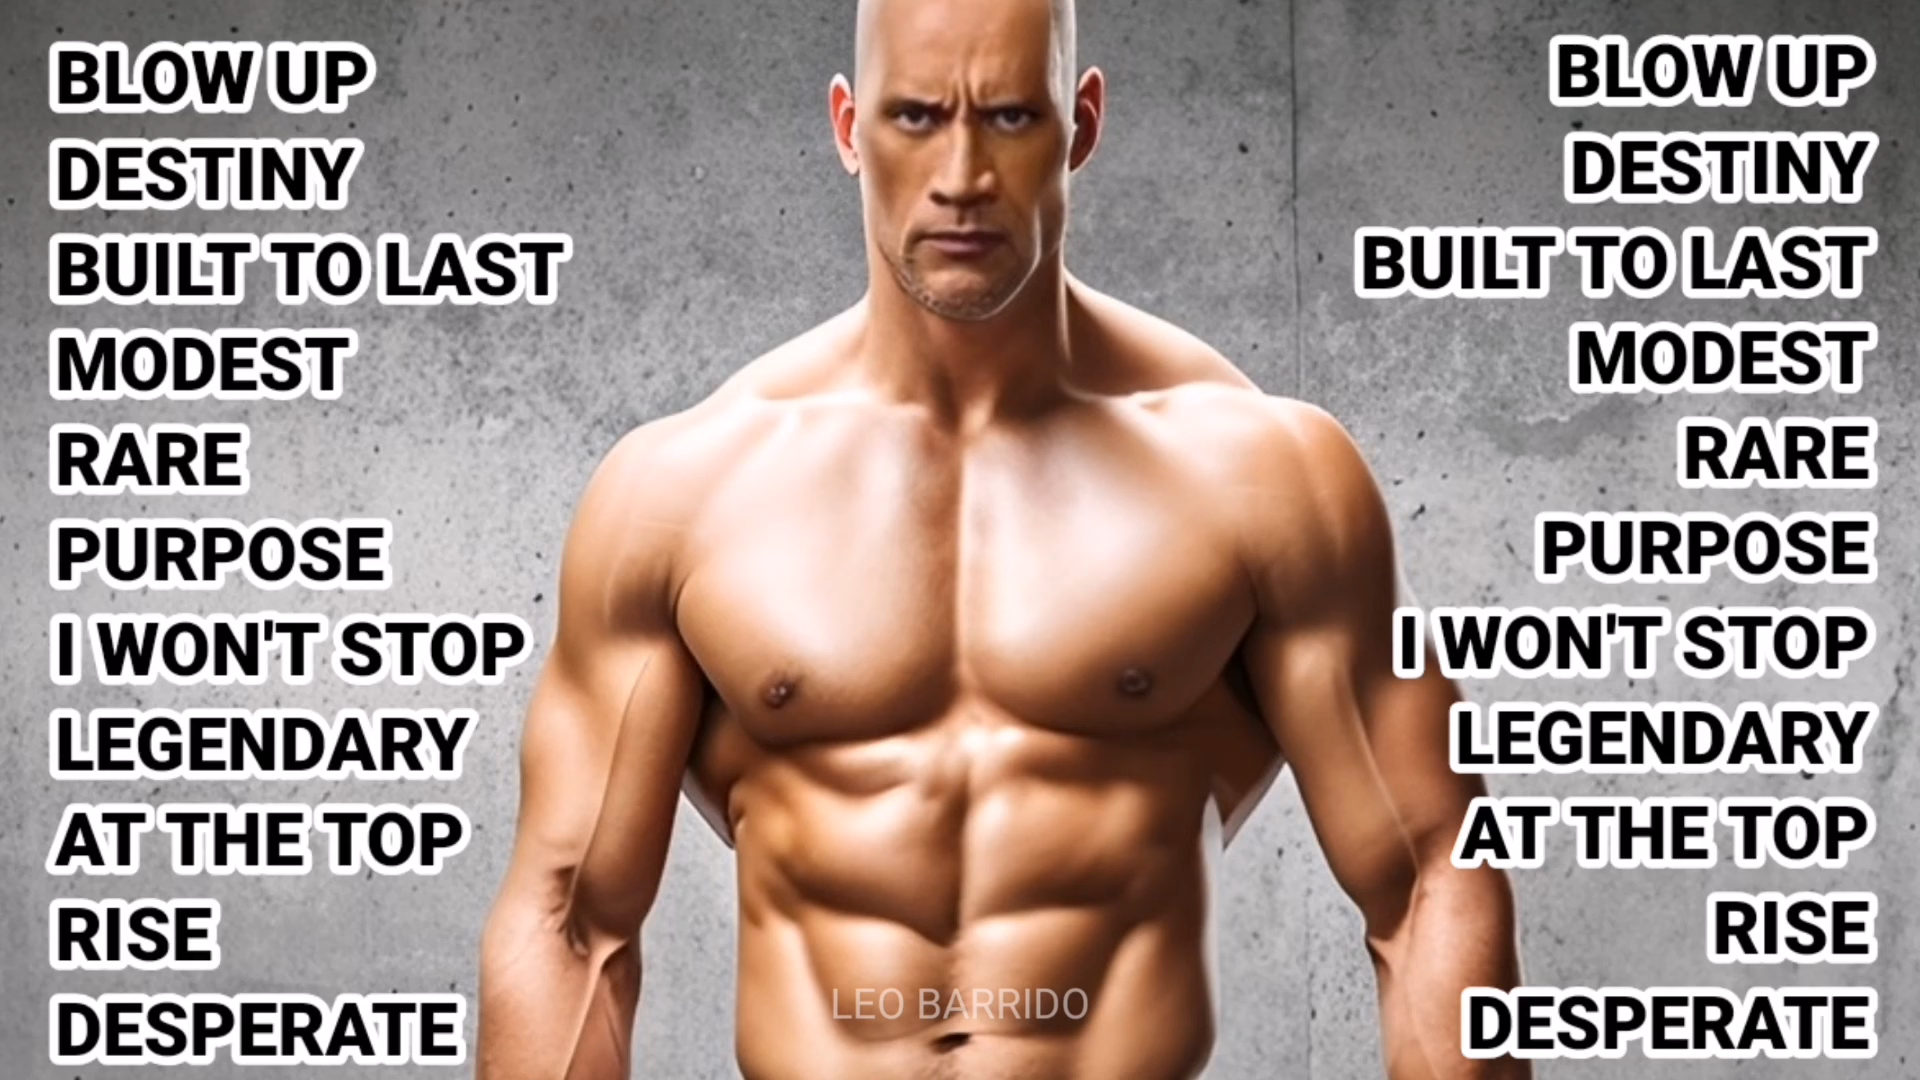 BLOW UP
DESTINY
BUILT TO LAST
MODEST
RARE
PURPOSE
I WON'T STOP
LEGENDARY
AT THE TOP
RISE
DESPERATE
BLOW UP
DESTINY
BUILT TO LAST
MODEST
RARE
PURPOSE
I WON'T STOP
LEGENDARY
AT THE TOP
RISE
DESPERATE
LEO BARRIDO